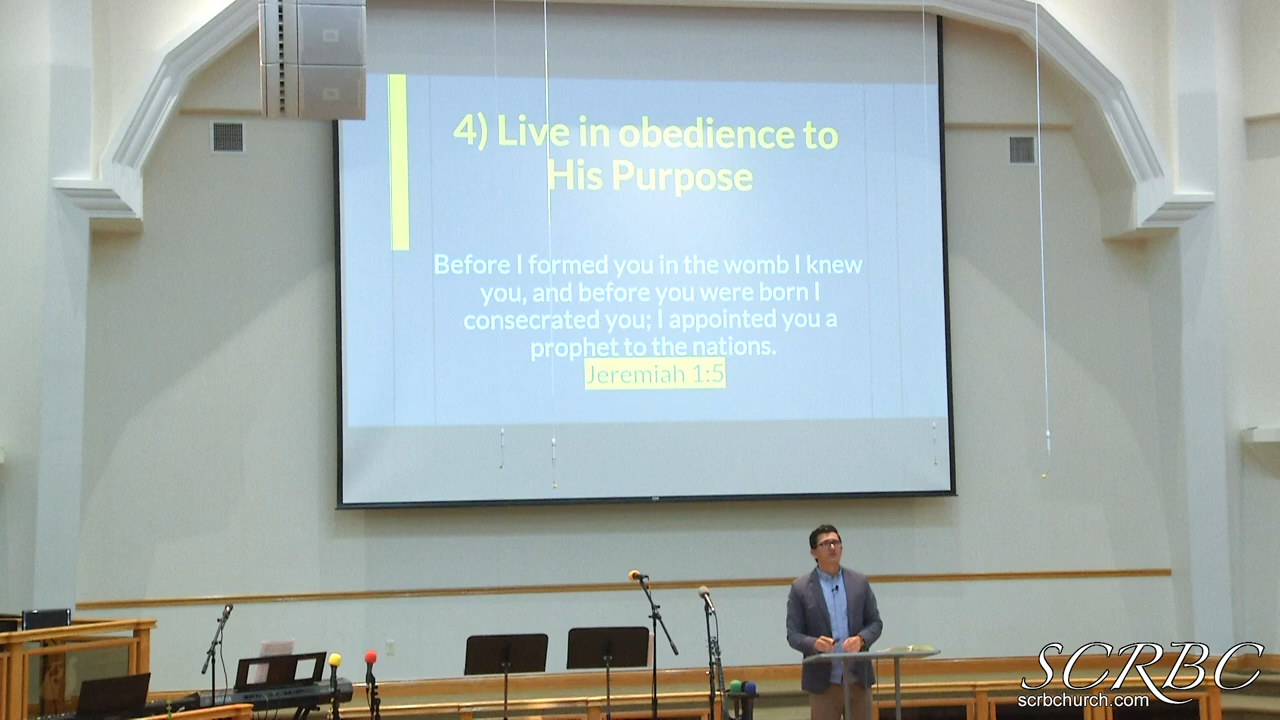 4) Live in obedience to
His Purpose
Before I formed you in the womb I knew
you, and before you were born I
consecrated you; I appointed you a
prophet to the nations.
Jeremiah 1:5
SCRBC
scrbchurch.com